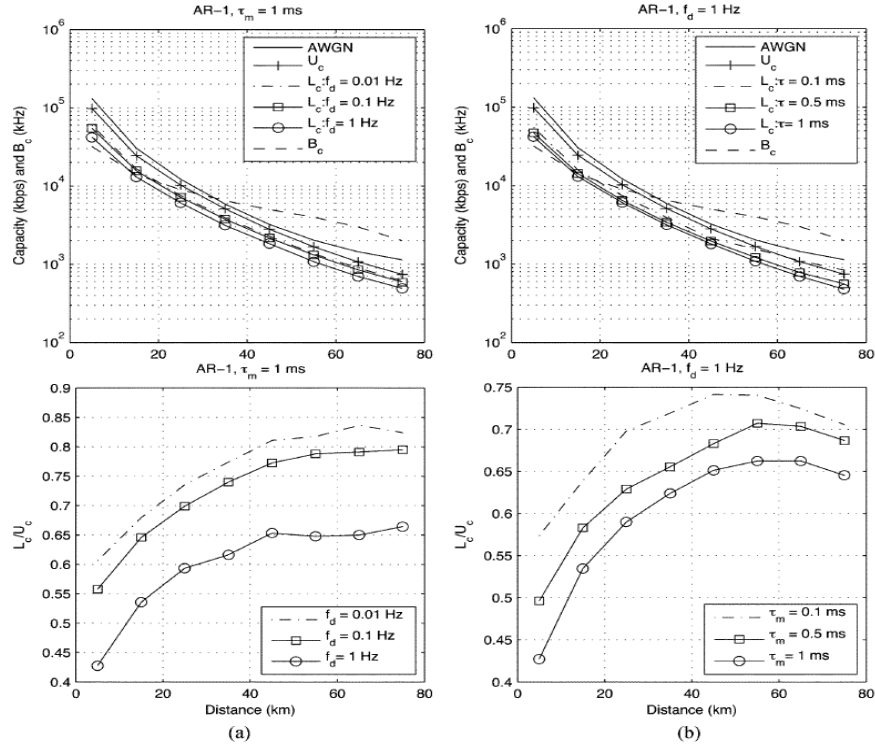 AR−1, τm = 1 ms
10^6
10^5
10^4
10^3
10^2
Capacity (kbps) and Bc (kHz)
AWGN
Uc
Lc:fd = 0.01 Hz
Lc:fd = 0.1 Hz
Lc:fd = 1 Hz
Bc
0 20 40 60 80
AR−1, fd = 1 Hz
10^6
10^5
10^4
10^3
10^2
Capacity (kbps) and Bc (kHz)
AWGN
Uc
Lc:τ = 0.1 ms
Lc:τ = 0.5 ms
Lc:τ = 1 ms
Bc
0 20 40 60 80
AR−1, τm = 1 ms
0.9
0.85
0.8
0.75
0.7
0.65
0.6
0.55
0.5
0.45
0.4
Lc/Uc
fd = 0.01 Hz
fd = 0.1 Hz
fd = 1 Hz
0 20 40 60 80
Distance (km)
(a)
AR−1, fd = 1 Hz
0.75
0.7
0.65
0.6
0.55
0.5
0.45
0.4
Lc/Uc
τm = 0.1 ms
τm = 0.5 ms
τm = 1 ms
0 20 40 60 80
Distance (km)
(b)